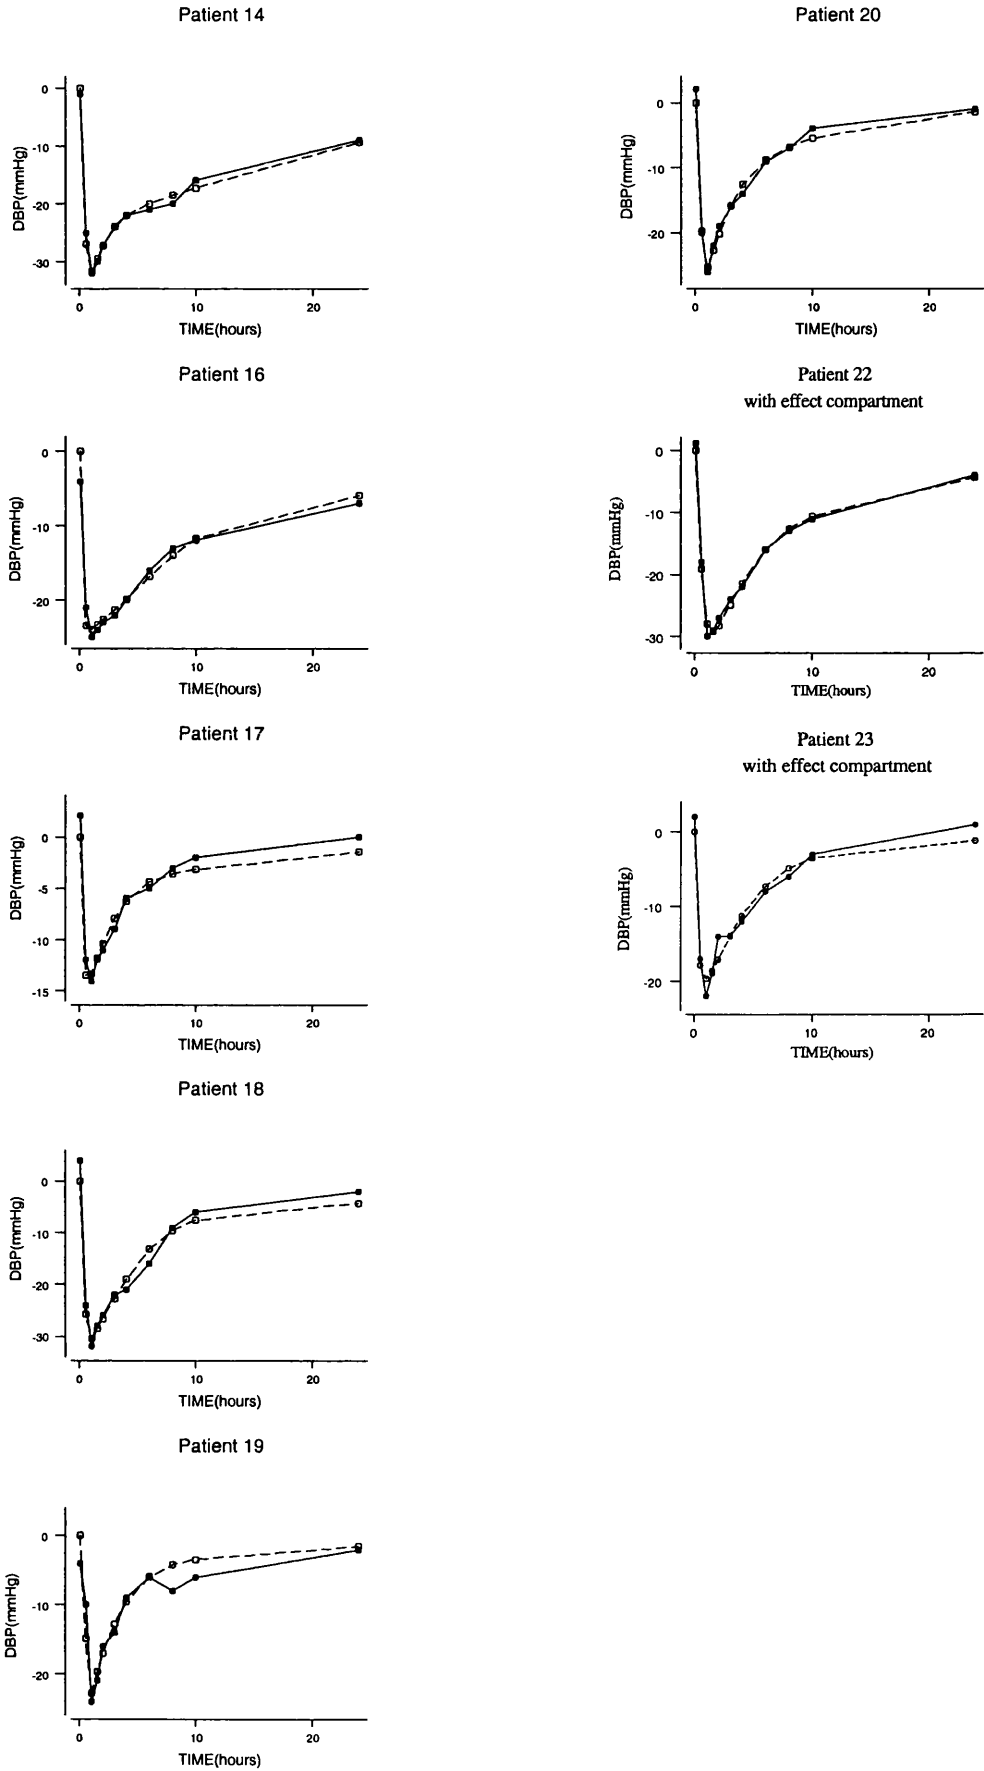 Patient 14
0
-10
-20
-30
DBP(mmHg)
0 10 20
TIME(hours)
Patient 16
0
-10
-20
DBP(mmHg)
0 10 20
TIME(hours)
Patient 17
0
-5
-10
-15
DBP(mmHg)
0 10 20
TIME(hours)
Patient 18
0
-10
-20
-30
DBP(mmHg)
0 10 20
TIME(hours)
Patient 19
0
-10
-20
DBP(mmHg)
0 10 20
TIME(hours)
Patient 20
0
-10
-20
DBP(mmHg)
0 10 20
TIME(hours)
Patient 22
with effect compartment
0
-10
-20
-30
DBP(mmHg)
0 10 20
TIME(hours)
Patient 23
with effect compartment
0
-10
-20
DBP(mmHg)
0 10 20
TIME(hours)